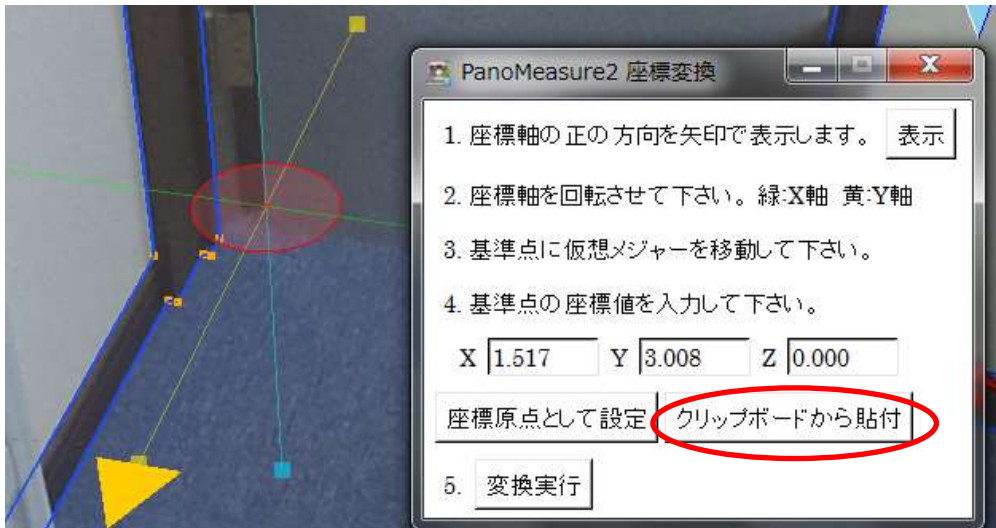 PanoMeasure2 座標変換
1. 座標軸の正の方向を矢印で表示します。 表示
2. 座標軸を回転させて下さい。緑:X軸 黄:Y軸
3. 基準点に仮想メジャーを移動して下さい。
4. 基準点の座標値を入力して下さい。
X 1.517 Y 3.008 Z 0.000
座標原点として設定 クリップボードから貼付
5. 変換実行